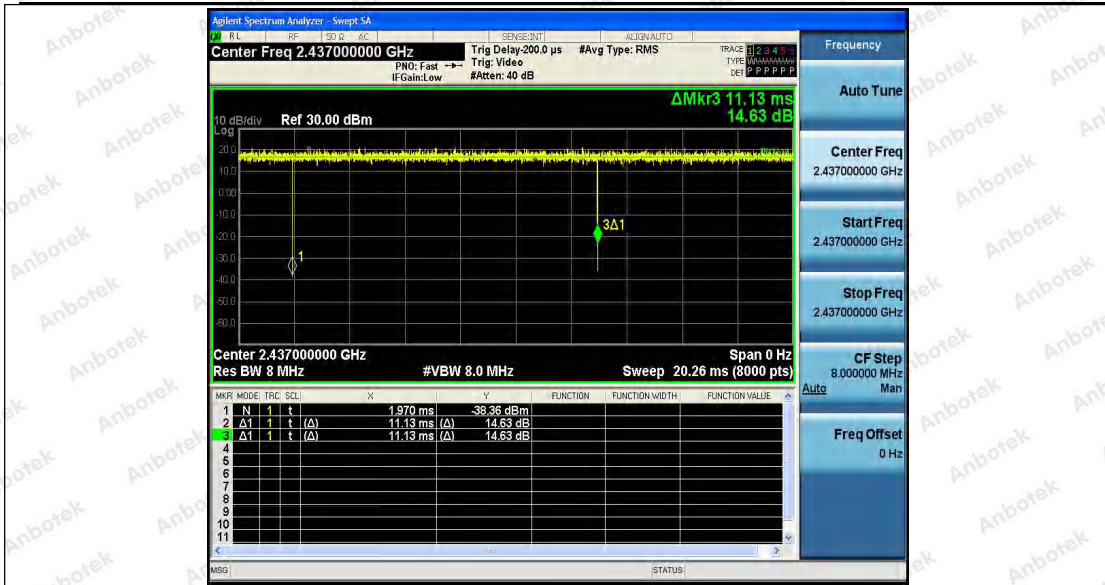 Agilent Spectrum Analyzer - Swept SA
RL RF 50 Ω AC SENSE:INT ALIGN AUTO
Center Freq 2.437000000 GHz
PNO: Fast
IFGain:Low
Trig Delay-200.0 µs
Trig: Video
#Atten: 40 dB
#Avg Type: RMS
TRACE 1 2 3 4 5 6
TYPE
DET P P P P P P
ΔMkr3 11.13 ms
14.63 dB
10 dB/div Ref 30.00 dBm
Log
20.0
10.0
0.00
-10.0
-20.0
-30.0
-40.0
-50.0
-60.0
1
3Δ1
Center 2.437000000 GHz Span 0 Hz
Res BW 8 MHz #VBW 8.0 MHz Sweep 20.26 ms (8000 pts)
MKR MODE TRC SCL X Y FUNCTION FUNCTION WIDTH FUNCTION VALUE
1 N 1 t 1.970 ms -38.36 dBm
2 Δ1 1 t (Δ) 11.13 ms (Δ) 14.63 dB
3 Δ1 1 t (Δ) 11.13 ms (Δ) 14.63 dB
4
5
6
7
8
9
10
11
MSG STATUS
Frequency
Auto Tune
Center Freq
2.437000000 GHz
Start Freq
2.437000000 GHz
Stop Freq
2.437000000 GHz
CF Step
8.000000 MHz
Auto Man
Freq Offset
0 Hz
Anbotek